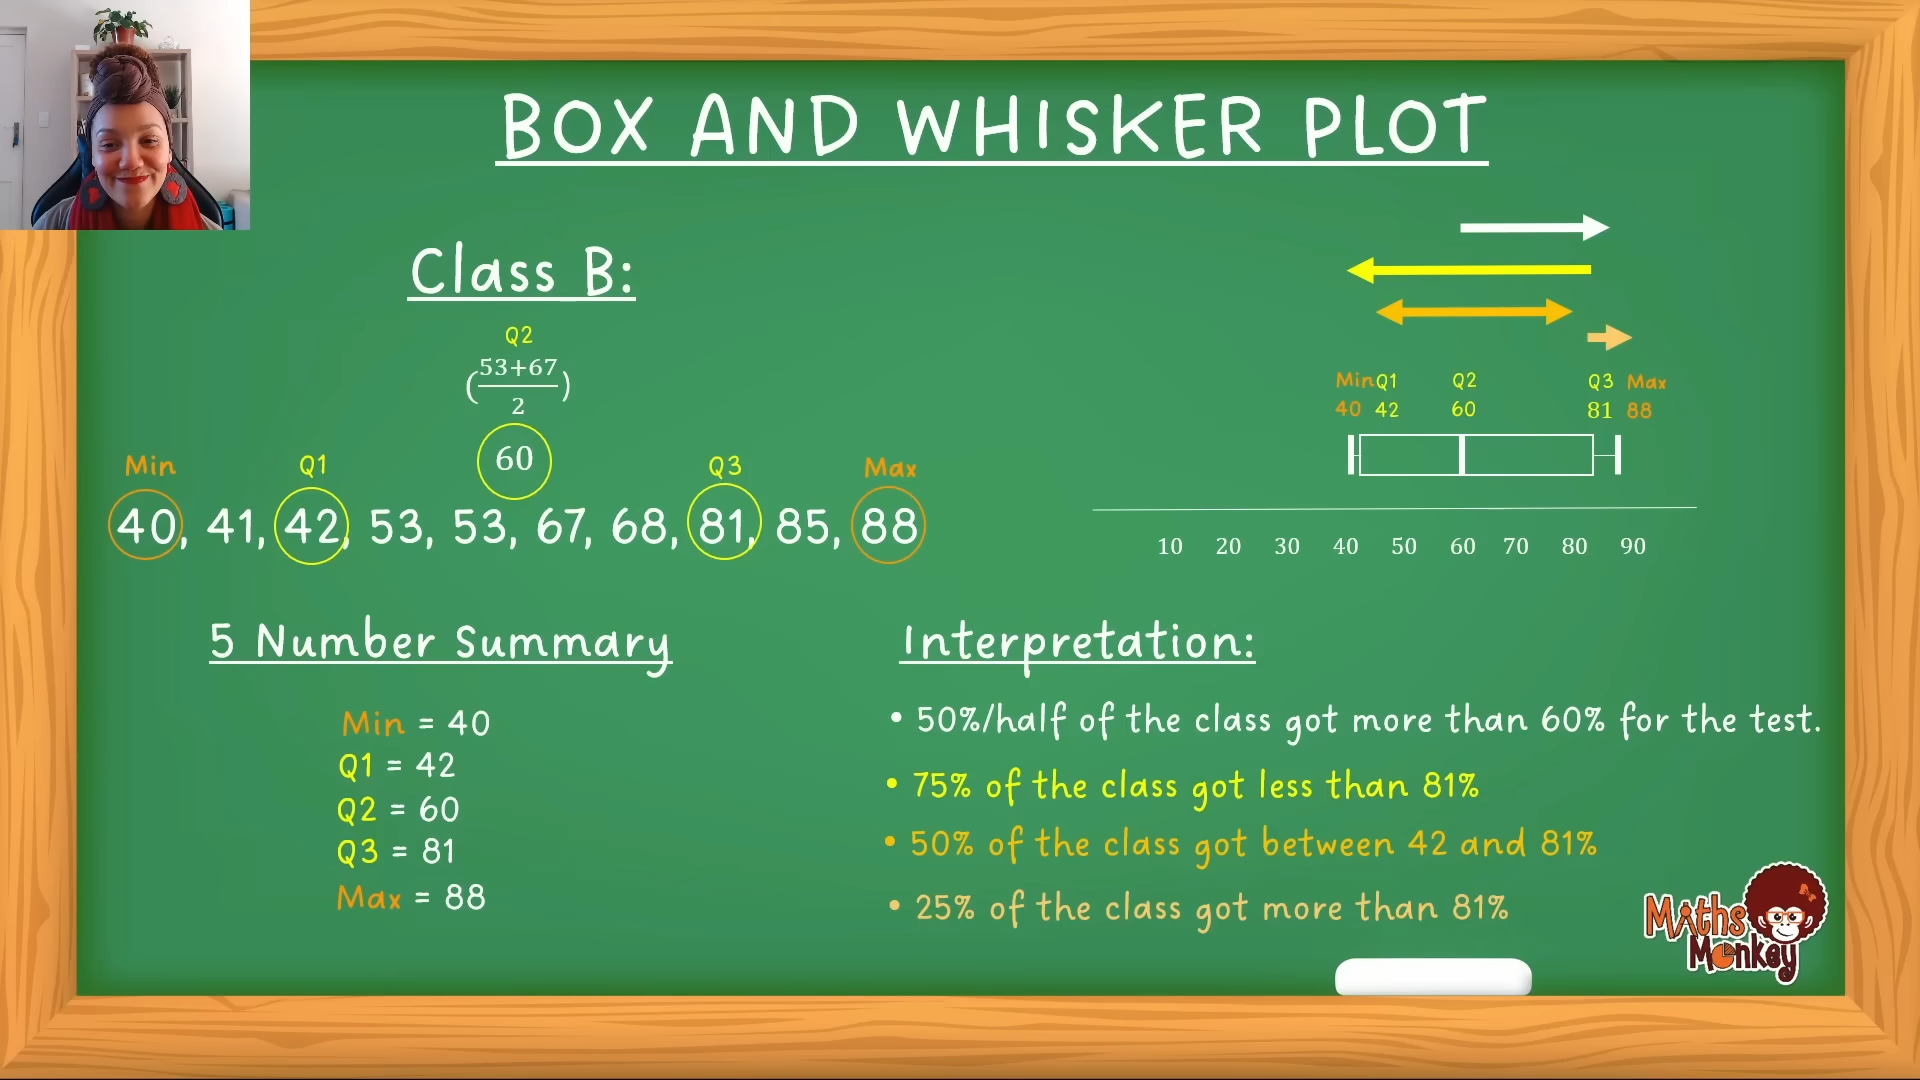 BOX AND WHISKER PLOT
Class B:
Q2
(53+67
2)
60
Min Q1 Q3 Max
40, 41, 42, 53, 53, 67, 68, 81, 85, 88
Min Q1 Q2 Q3 Max
40 42 60 81 88
10 20 30 40 50 60 70 80 90
5 Number Summary
Min = 40
Q1 = 42
Q2 = 60
Q3 = 81
Max = 88
Interpretation:
• 50%/half of the class got more than 60% for the test.
• 75% of the class got less than 81%
• 50% of the class got between 42 and 81%
• 25% of the class got more than 81%
Maths
Monkey